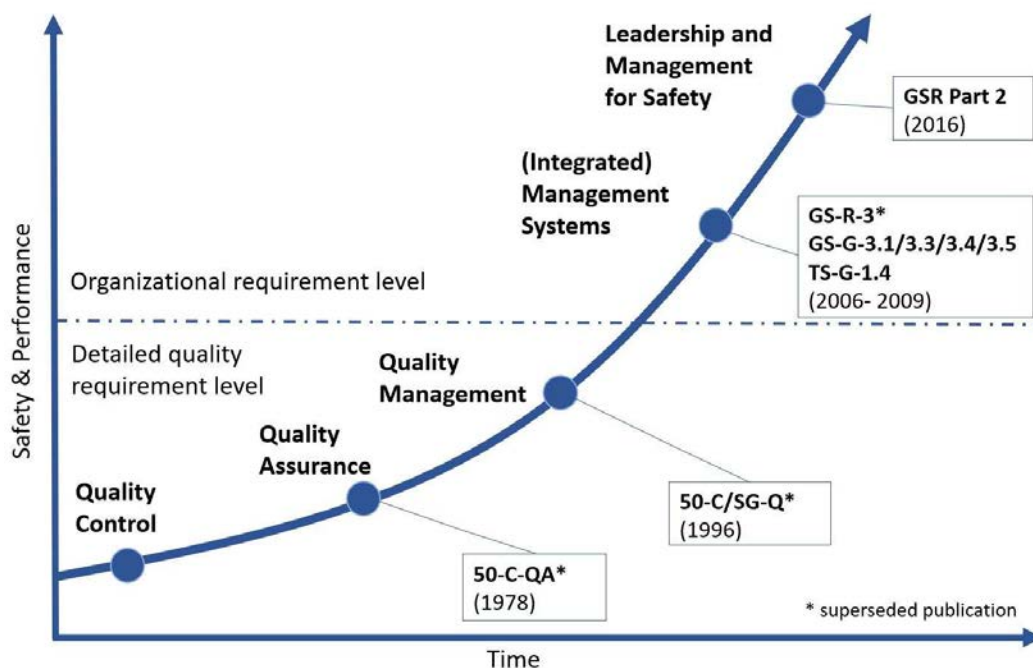 Leadership and
Management
for Safety
GSR Part 2
(2016)
(Integrated)
Management
Systems
GS-R-3*
GS-G-3.1/3.3/3.4/3.5
TS-G-1.4
(2006- 2009)
Organizational requirement level
Detailed quality
requirement level
Quality
Management
Quality
Assurance
Quality
Control
50-C/SG-Q*
(1996)
50-C-QA*
(1978)
* superseded publication
Safety & Performance
Time